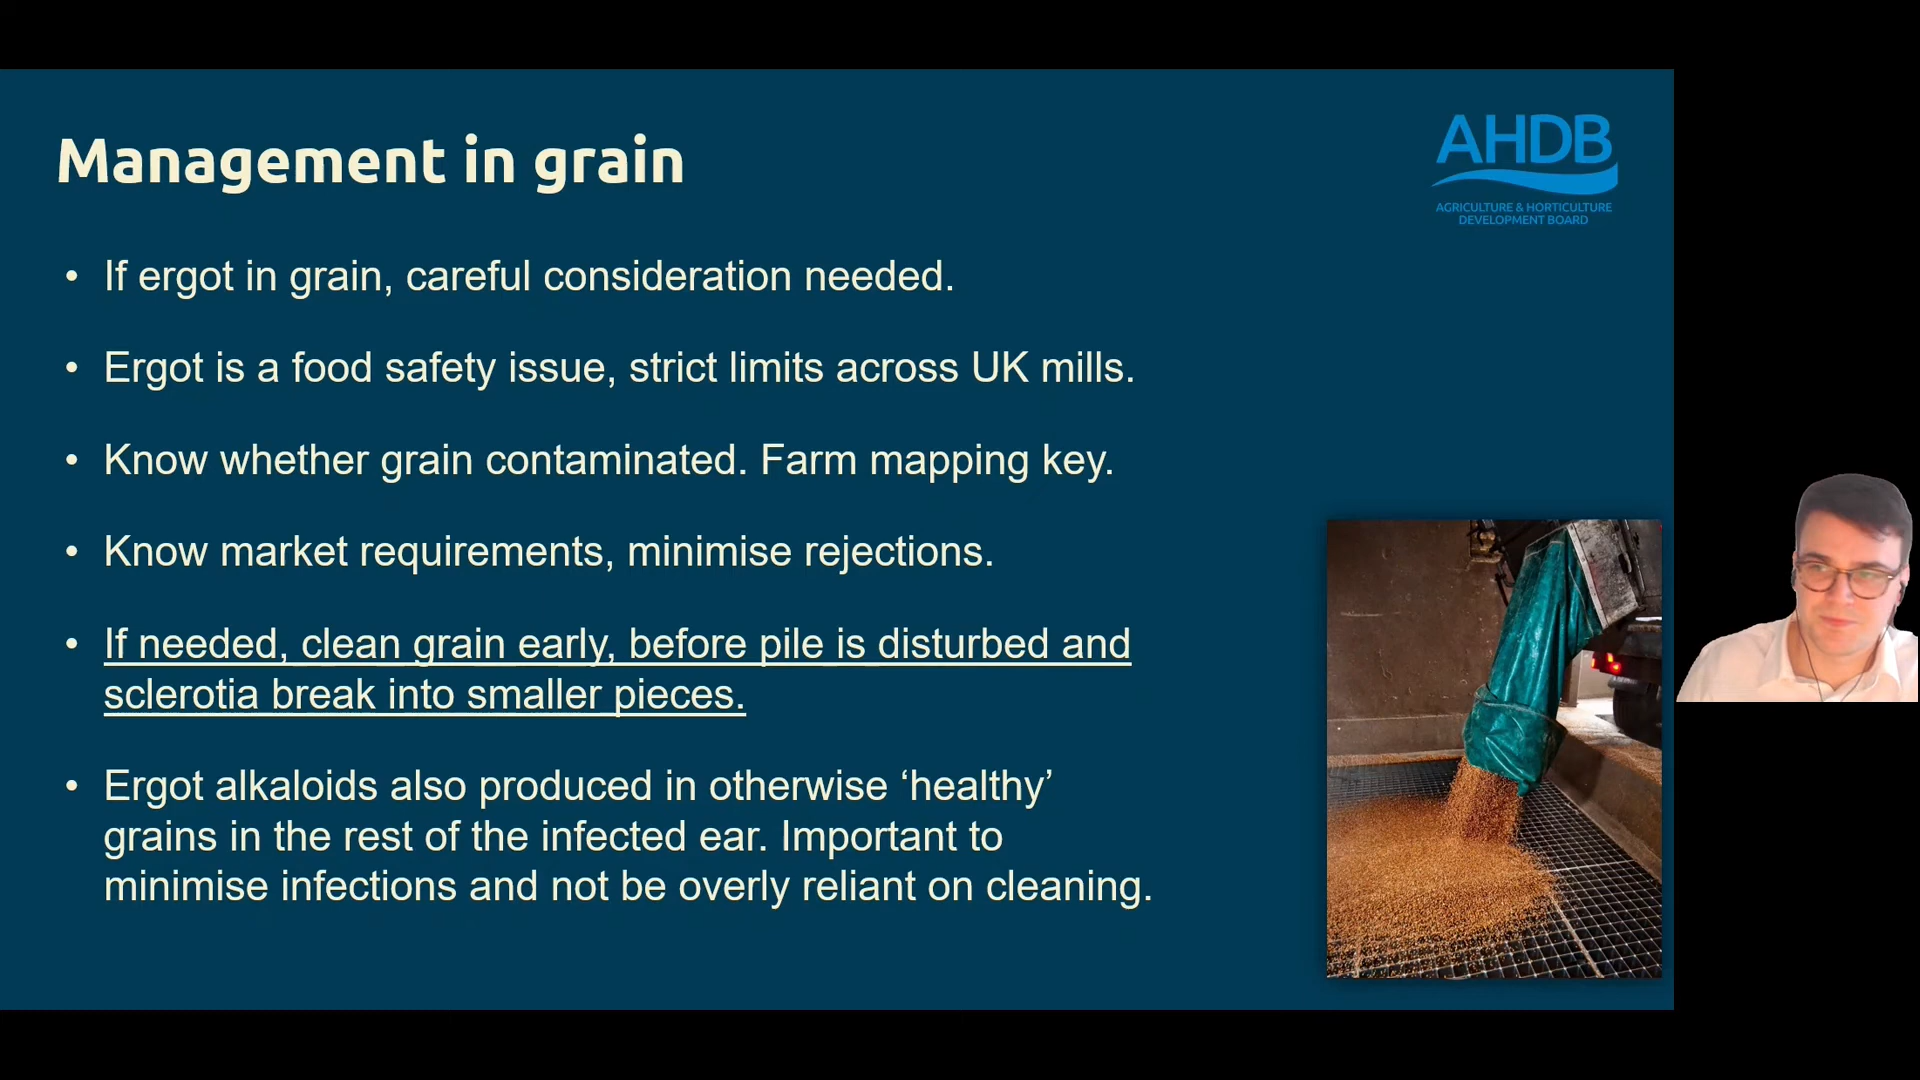 Management in grain
AHDB
AGRICULTURE & HORTICULTURE
DEVELOPMENT BOARD
• If ergot in grain, careful consideration needed.
• Ergot is a food safety issue, strict limits across UK mills.
• Know whether grain contaminated. Farm mapping key.
• Know market requirements, minimise rejections.
• If needed, clean grain early, before pile is disturbed and
sclerotia break into smaller pieces.
• Ergot alkaloids also produced in otherwise ‘healthy’
grains in the rest of the infected ear. Important to
minimise infections and not be overly reliant on cleaning.